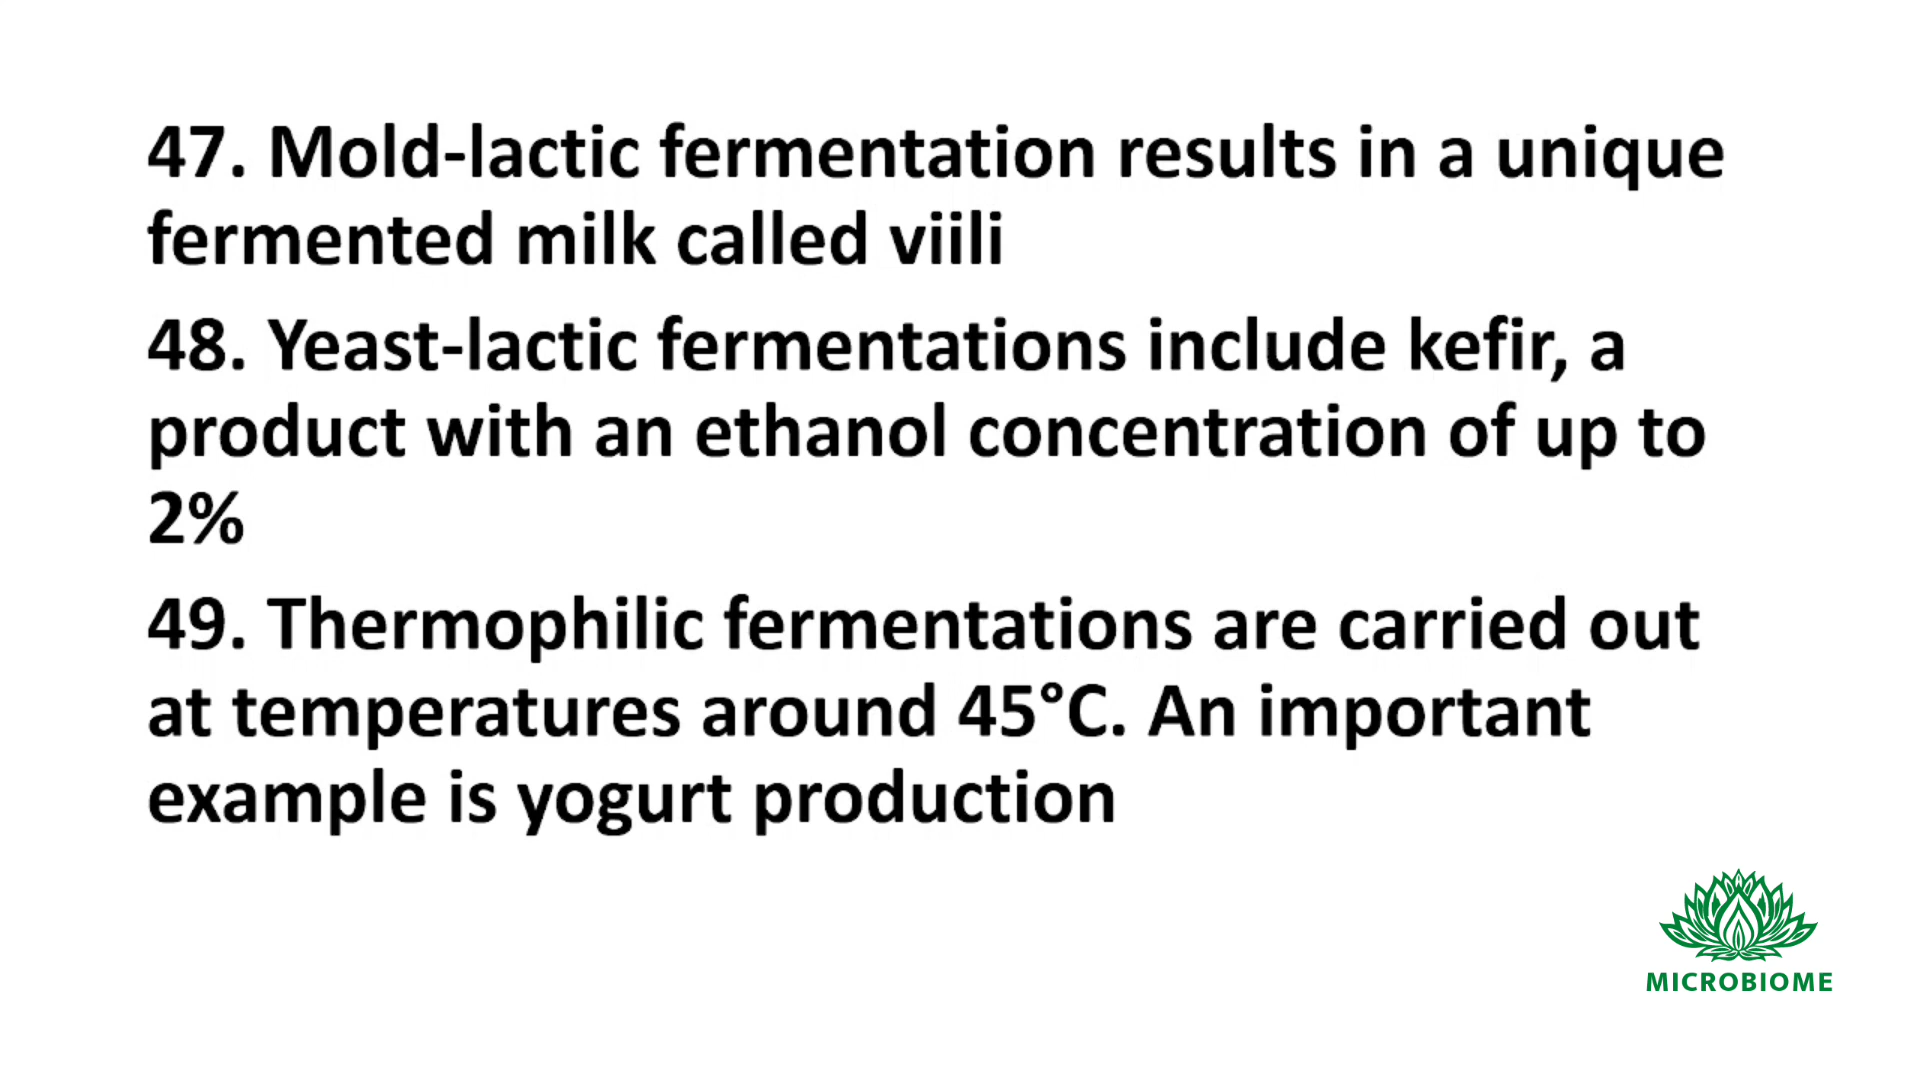 47. Mold-lactic fermentation results in a unique
fermented milk called viili
48. Yeast-lactic fermentations include kefir, a
product with an ethanol concentration of up to
2%
49. Thermophilic fermentations are carried out
at temperatures around 45°C. An important
example is yogurt production
MICROBIOME